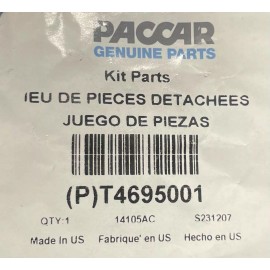 PACCAR
GENUINE PARTS
Kit Parts
IEU DE PIECES DETACHEES
JUEGO DE PIEZAS
(P)T4695001
QTY:1 14105AC S231207
Made In US Fabrique' en US Hecho en US